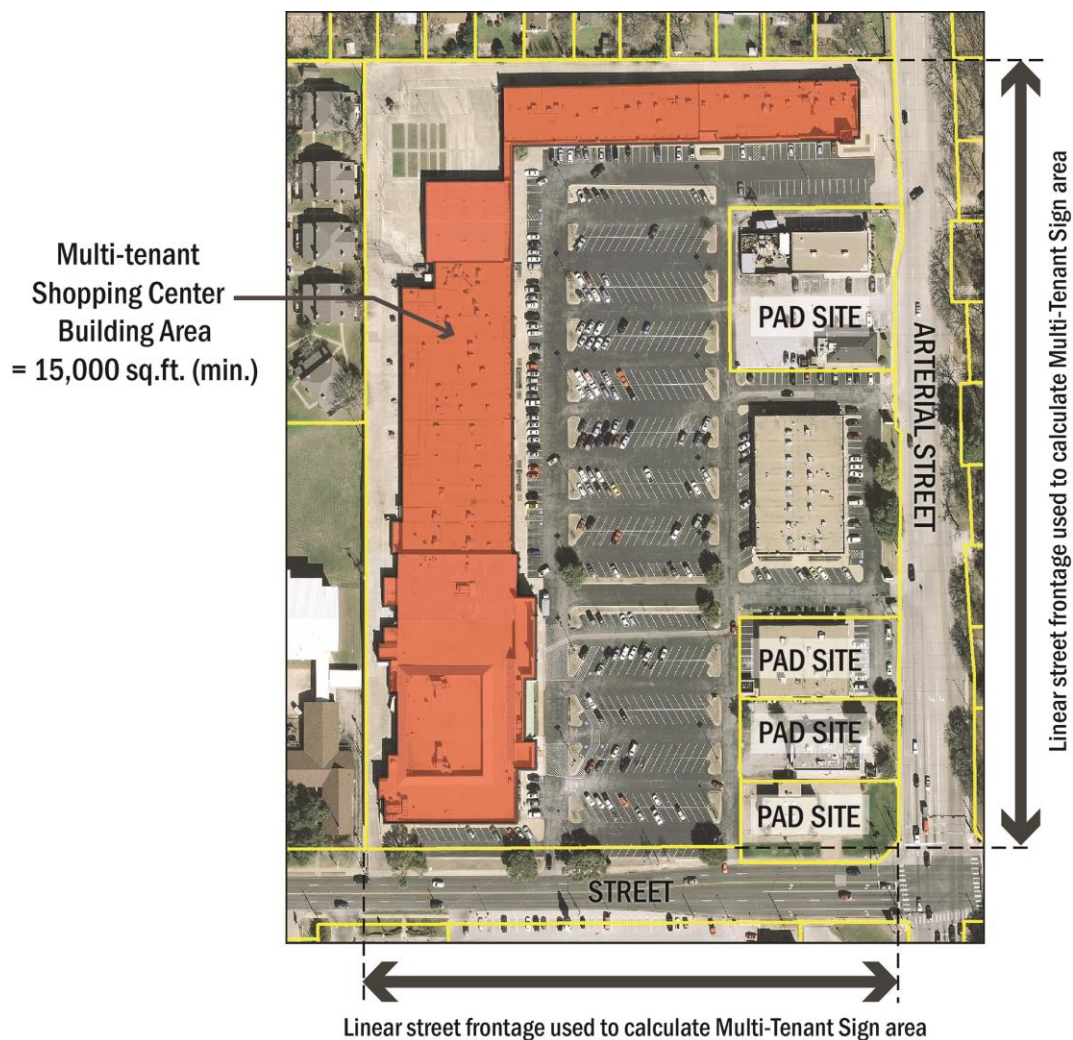 Multi-tenant
Shopping Center
Building Area
= 15,000 sq.ft. (min.)
PAD SITE
ARTERIAL STREET
PAD SITE
PAD SITE
PAD SITE
STREET
Linear street frontage used to calculate Multi-Tenant Sign area
Linear street frontage used to calculate Multi-Tenant Sign area